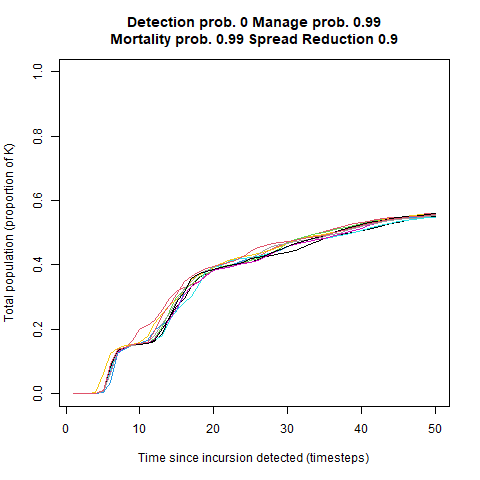 Detection prob. 0 Manage prob. 0.99
Mortality prob. 0.99 Spread Reduction 0.9
Total population (proportion of K)
1.0
0.8
0.6
0.4
0.2
0.0
0 10 20 30 40 50
Time since incursion detected (timesteps)